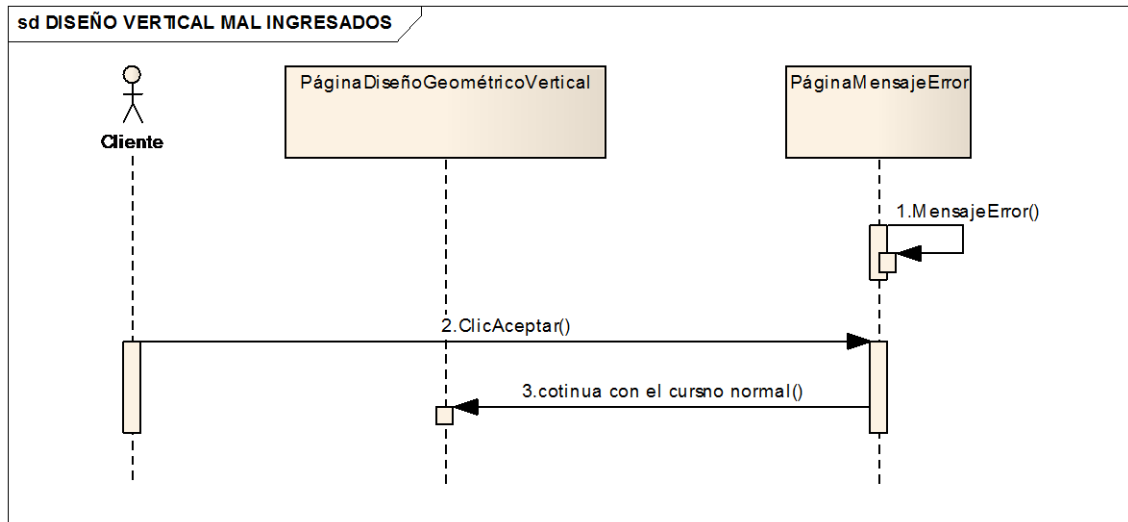 sd DISEÑO VERTICAL MAL INGRESADOS
Cliente
PáginaDiseñoGeométricoVertical
PáginaMensajeError
1.MensajeError()
2.ClicAceptar()
3.cotinua con el cursno normal()